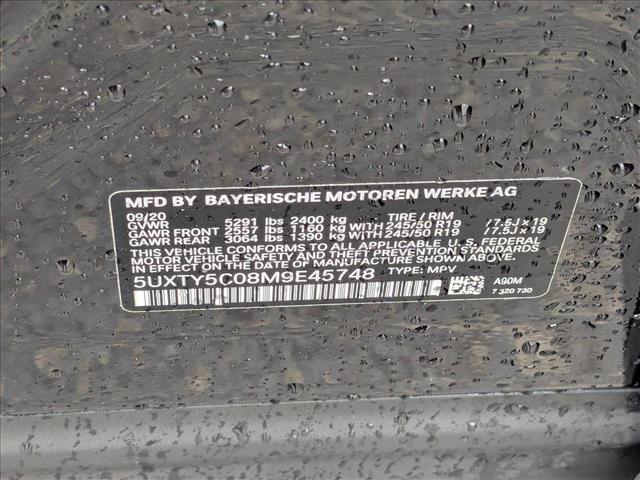 MFD BY BAYERISCHE MOTOREN WERKE AG
09/20
GVWR 5291 lbs 2400 kg TIRE / RIM
GAWR FRONT 2557 lbs 1160 kg WITH 245/50 R19 /7.5J×19
GAWR REAR 3064 lbs 1390 kg WITH 245/50 R19 /7.5J×19
THIS VEHICLE CONFORMS TO ALL APPLICABLE U.S. FEDERAL
MOTOR VEHICLE SAFETY AND THEFT PREVENTION STANDARDS
IN EFFECT ON THE DATE OF MANUFACTURE SHOWN ABOVE.
5UXTY5C08M9E45748 TYPE: MPV
A90M
7 320 730